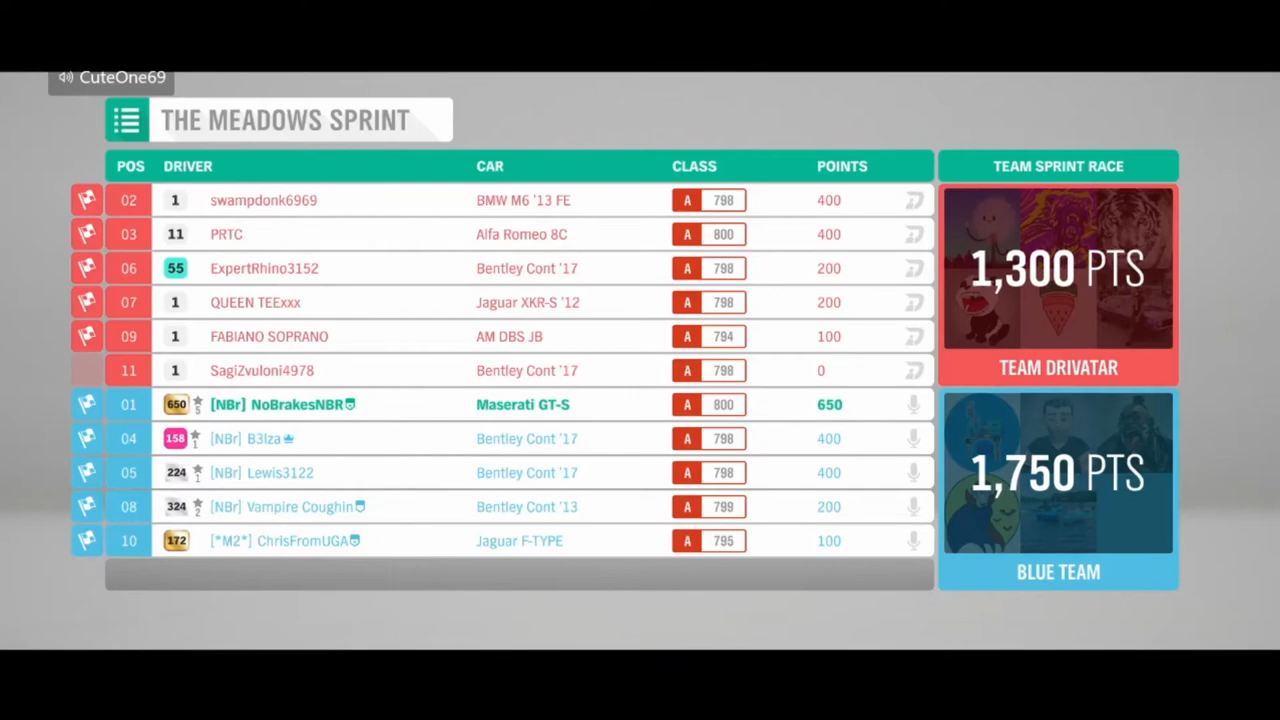 CuteOne69
THE MEADOWS SPRINT
POS DRIVER CAR CLASS POINTS TEAM SPRINT RACE
02 1 swampdonk6969 BMW M6 '13 FE A 798 400
03 11 PRTC Alfa Romeo 8C A 800 400
06 55 ExpertRhino3152 Bentley Cont '17 A 798 200
07 1 QUEEN TEExxx Jaguar XKR-S '12 A 798 200
09 1 FABIANO SOPRANO AM DBS JB A 794 100
11 1 SagiZvuloni4978 Bentley Cont '17 A 798 0
1,300 PTS
TEAM DRIVATAR
01 650 5 [NBr] NoBrakesNBR Maserati GT-S A 800 650
04 158 1 [NBr] B3lza Bentley Cont '17 A 798 400
05 224 1 [NBr] Lewis3122 Bentley Cont '17 A 798 400
08 324 2 [NBr] Vampire Coughin Bentley Cont '13 A 799 200
10 172 [*M2*] ChrisFromUGA Jaguar F-TYPE A 795 100
1,750 PTS
BLUE TEAM